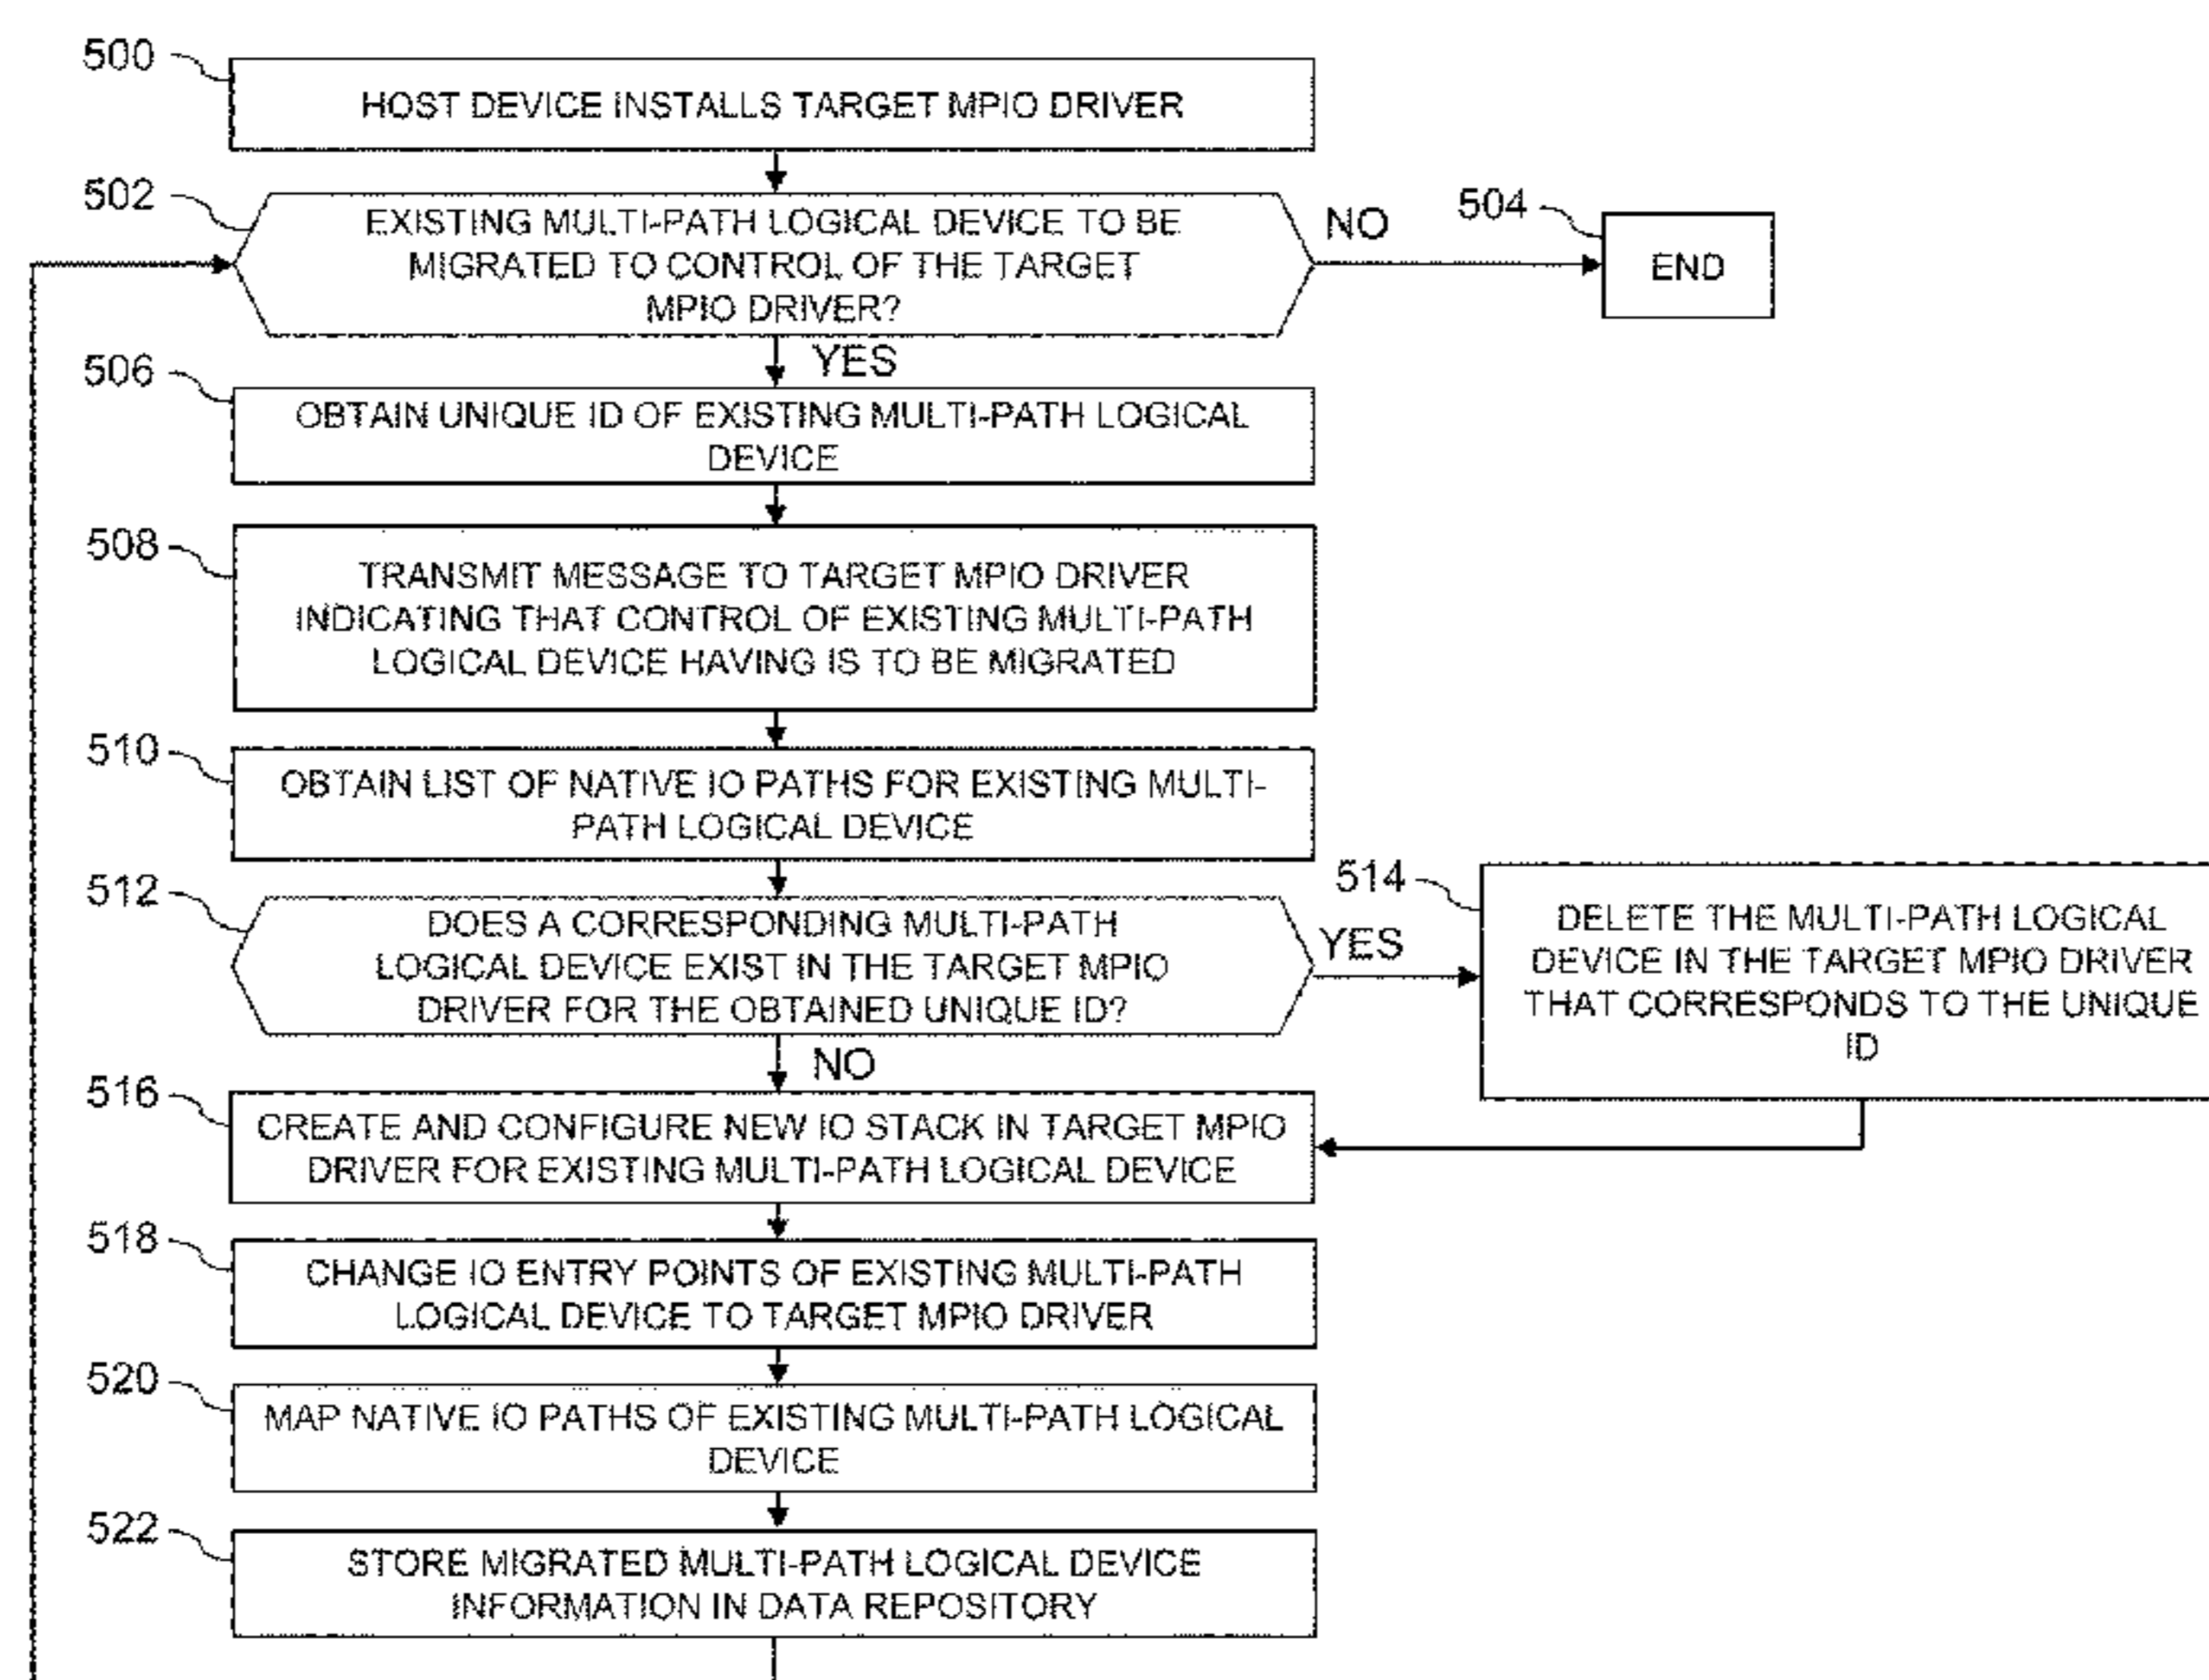 500
HOST DEVICE INSTALLS TARGET MPIO DRIVER
502
EXISTING MULTI-PATH LOGICAL DEVICE TO BE
MIGRATED TO CONTROL OF THE TARGET
MPIO DRIVER?
NO
504
END
YES
506
OBTAIN UNIQUE ID OF EXISTING MULTI-PATH LOGICAL
DEVICE
508
TRANSMIT MESSAGE TO TARGET MPIO DRIVER
INDICATING THAT CONTROL OF EXISTING MULTI-PATH
LOGICAL DEVICE HAVING IS TO BE MIGRATED
510
OBTAIN LIST OF NATIVE IO PATHS FOR EXISTING MULTI-
PATH LOGICAL DEVICE
512
DOES A CORRESPONDING MULTI-PATH
LOGICAL DEVICE EXIST IN THE TARGET MPIO
DRIVER FOR THE OBTAINED UNIQUE ID?
YES
514
DELETE THE MULTI-PATH LOGICAL
DEVICE IN THE TARGET MPIO DRIVER
THAT CORRESPONDS TO THE UNIQUE
ID
NO
516
CREATE AND CONFIGURE NEW IO STACK IN TARGET MPIO
DRIVER FOR EXISTING MULTI-PATH LOGICAL DEVICE
518
CHANGE IO ENTRY POINTS OF EXISTING MULTI-PATH
LOGICAL DEVICE TO TARGET MPIO DRIVER
520
MAP NATIVE IO PATHS OF EXISTING MULTI-PATH LOGICAL
DEVICE
522
STORE MIGRATED MULTI-PATH LOGICAL DEVICE
INFORMATION IN DATA REPOSITORY